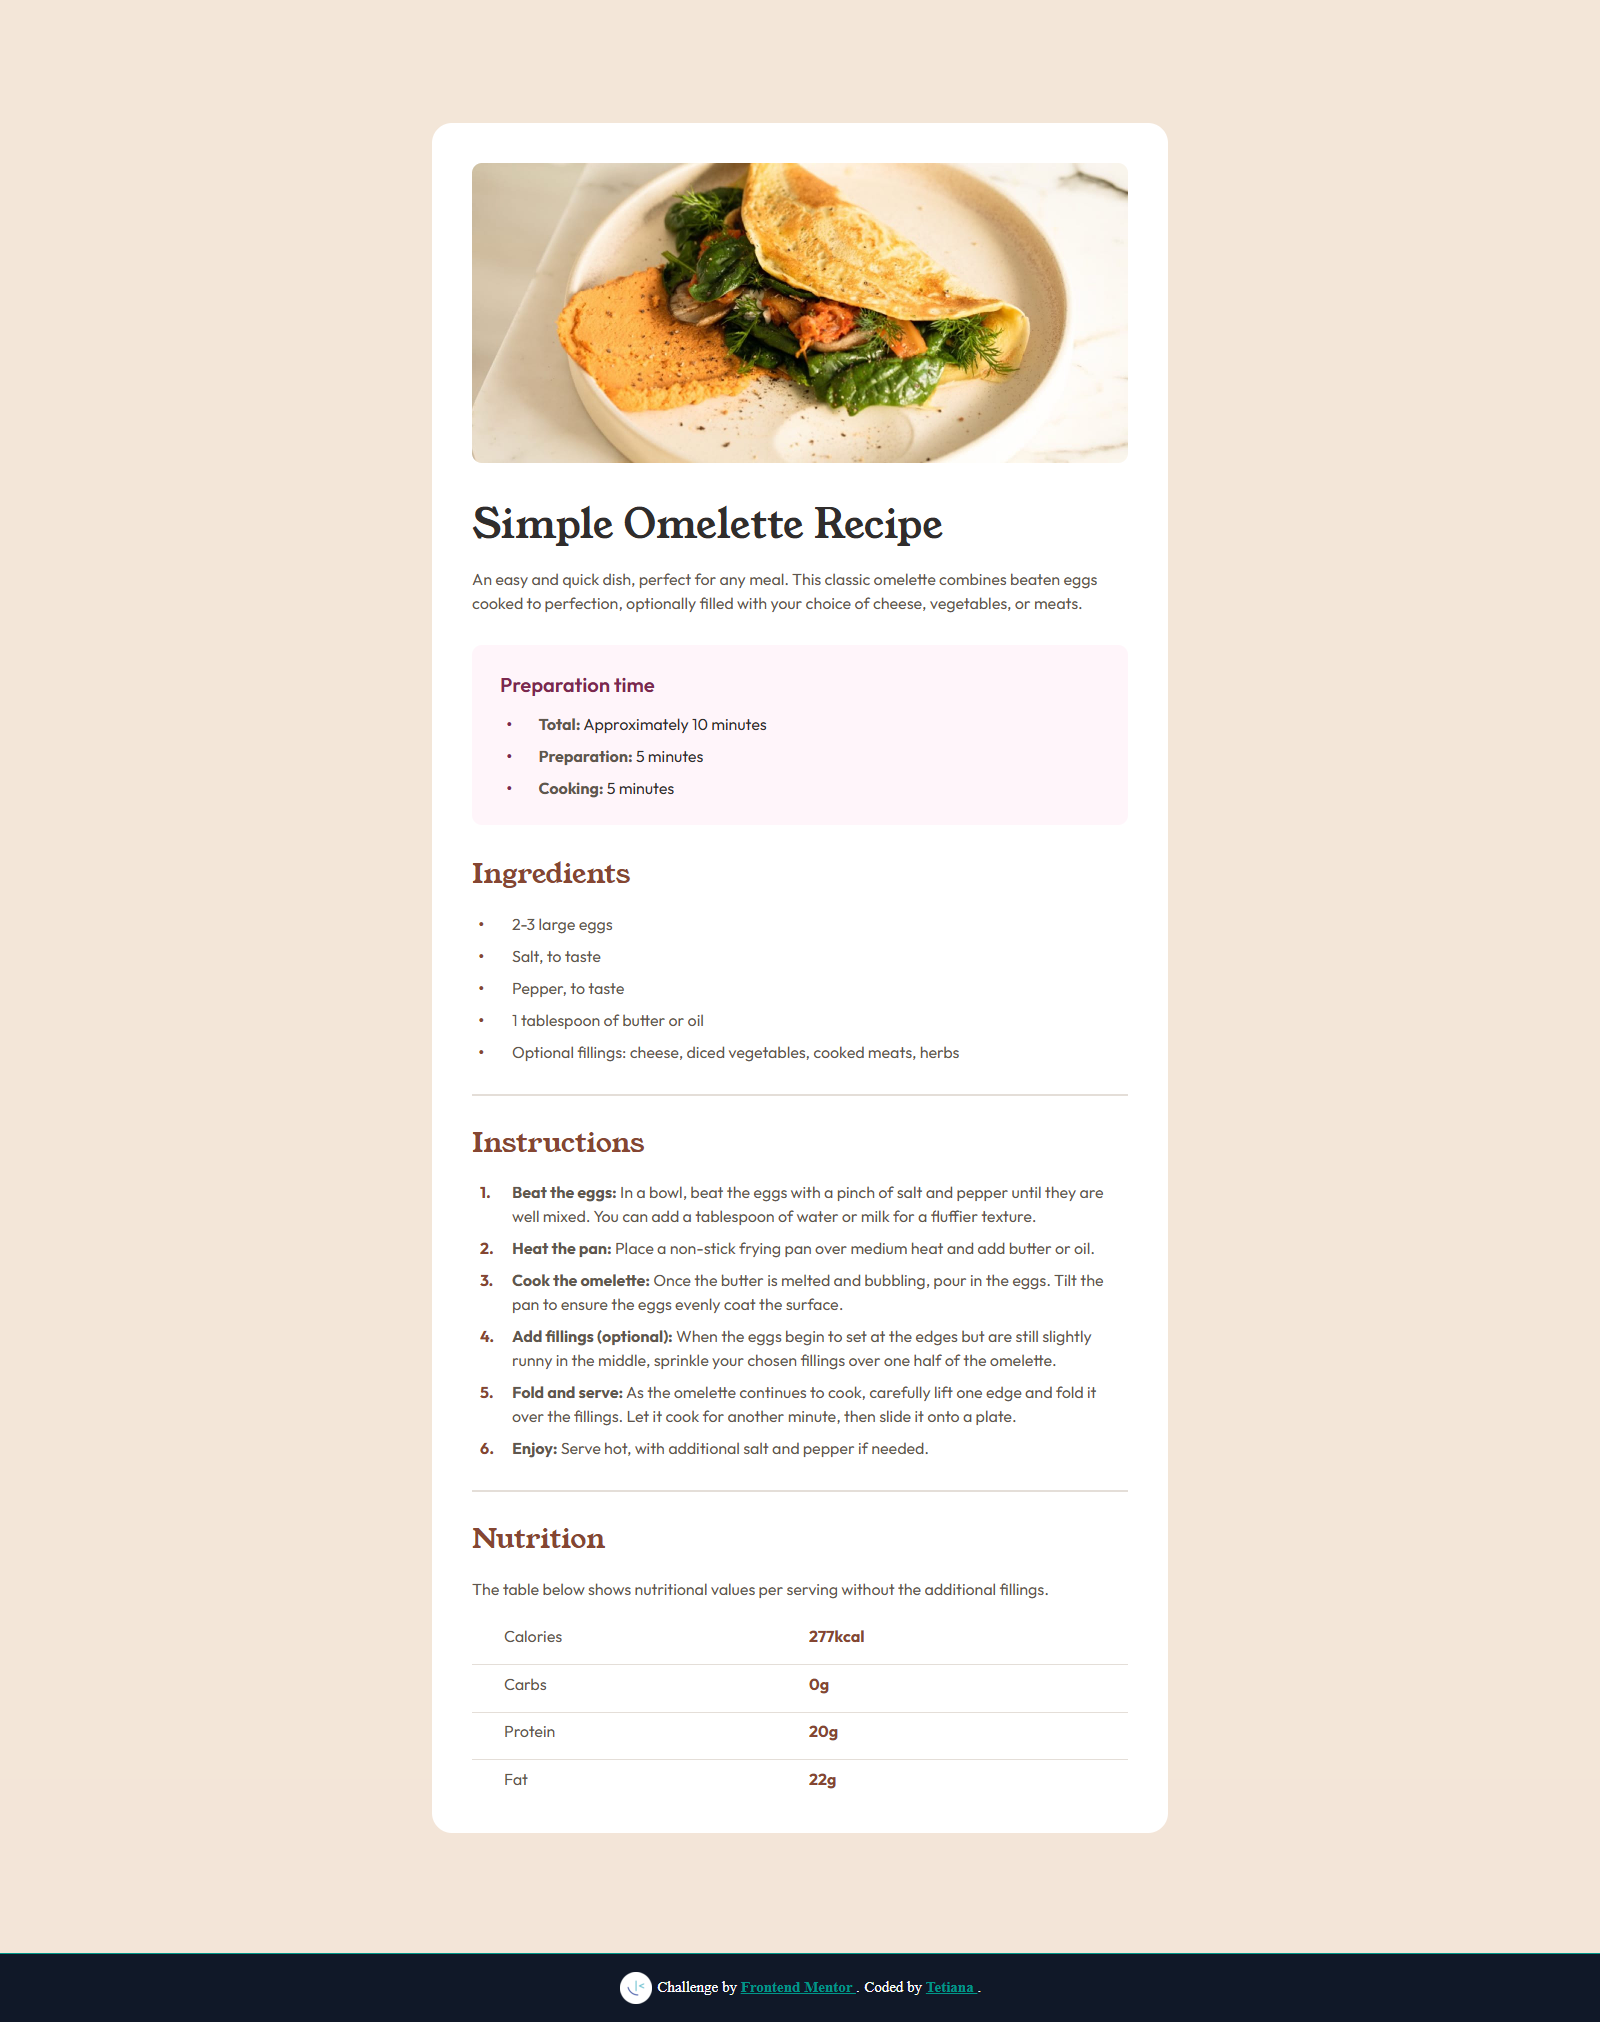 Simple Omelette Recipe
An easy and quick dish, perfect for any meal. This classic omelette combines beaten eggs
cooked to perfection, optionally filled with your choice of cheese, vegetables, or meats.
Preparation time
• Total: Approximately 10 minutes
• Preparation: 5 minutes
• Cooking: 5 minutes
Ingredients
• 2-3 large eggs
• Salt, to taste
• Pepper, to taste
• 1 tablespoon of butter or oil
• Optional fillings: cheese, diced vegetables, cooked meats, herbs
Instructions
1. Beat the eggs: In a bowl, beat the eggs with a pinch of salt and pepper until they are
well mixed. You can add a tablespoon of water or milk for a fluffier texture.
2. Heat the pan: Place a non-stick frying pan over medium heat and add butter or oil.
3. Cook the omelette: Once the butter is melted and bubbling, pour in the eggs. Tilt the
pan to ensure the eggs evenly coat the surface.
4. Add fillings (optional): When the eggs begin to set at the edges but are still slightly
runny in the middle, sprinkle your chosen fillings over one half of the omelette.
5. Fold and serve: As the omelette continues to cook, carefully lift one edge and fold it
over the fillings. Let it cook for another minute, then slide it onto a plate.
6. Enjoy: Serve hot, with additional salt and pepper if needed.
Nutrition
The table below shows nutritional values per serving without the additional fillings.
Calories 277kcal
Carbs 0g
Protein 20g
Fat 22g
Challenge by Frontend Mentor . Coded by Tetiana .